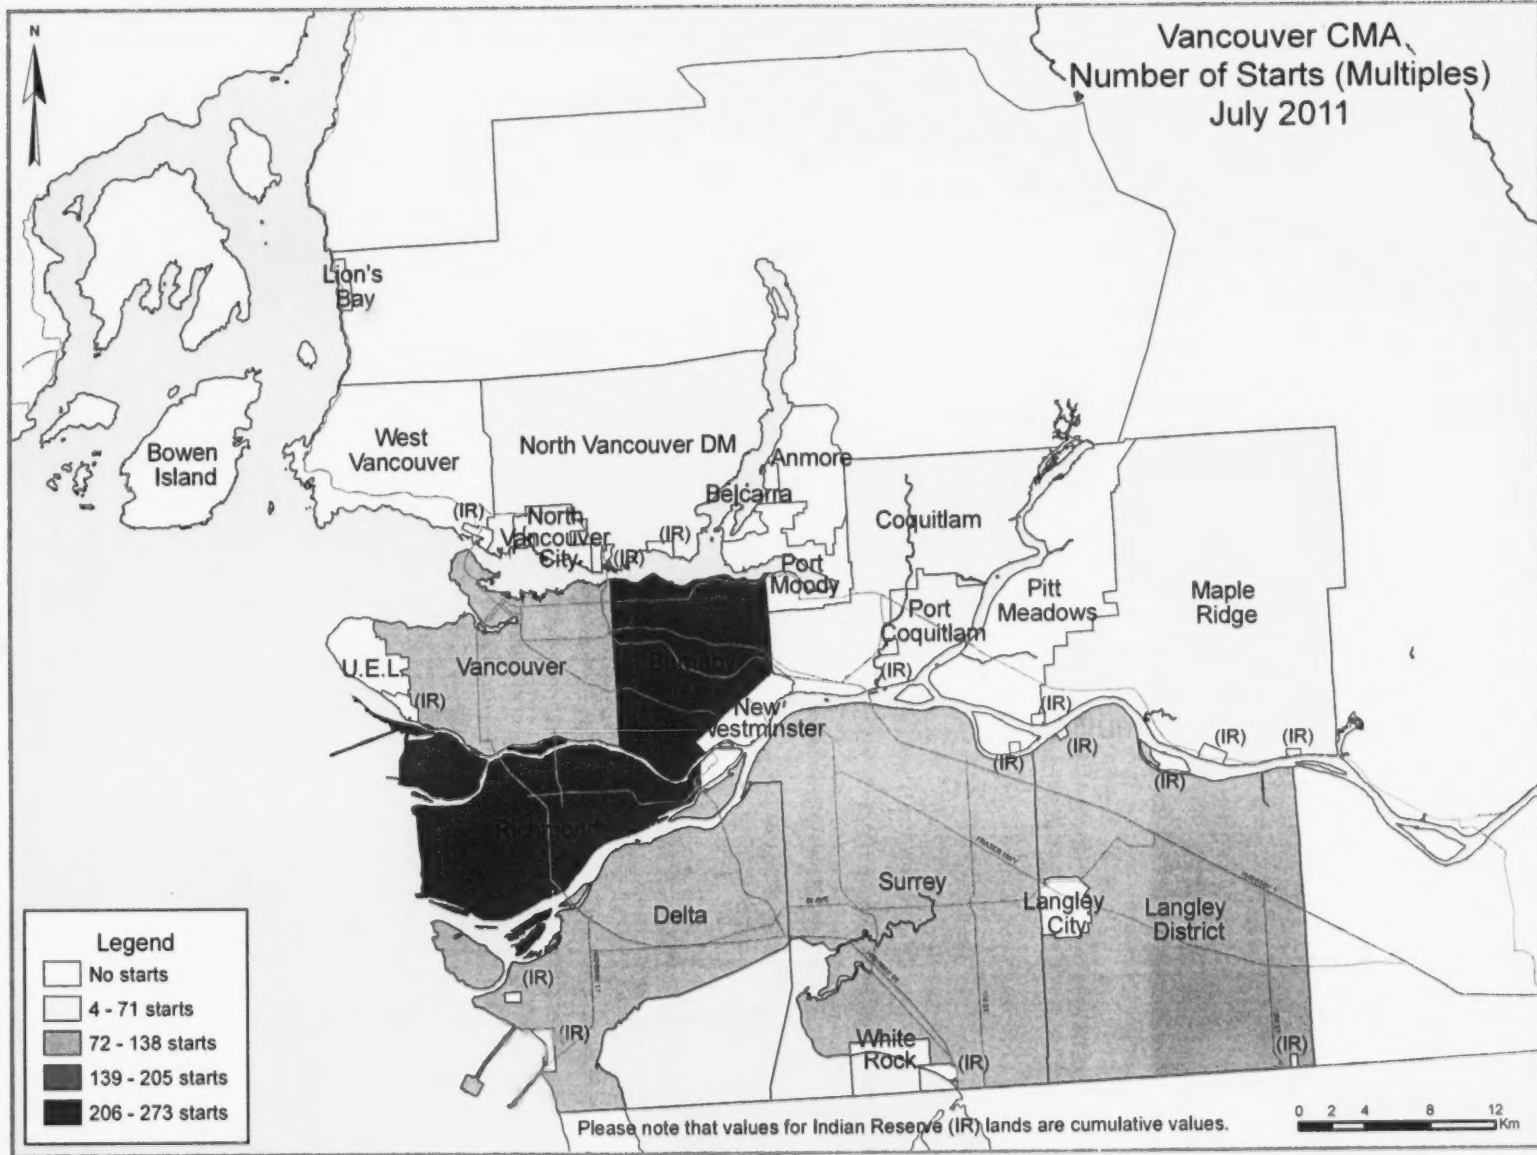 N
Vancouver CMA
Number of Starts (Multiples)
July 2011
Lion's
Bay
Bowen
Island
West
Vancouver
North Vancouver DM
Anmore
Belcarra
(IR)
North
Vancouver
City
(IR)
(IR)
Coquitlam
Port
Moody
Pitt
Meadows
Maple
Ridge
Port
Coquitlam
U.E.L.
Vancouver
Burnaby
(IR)
(IR)
New
Westminster
(IR)
(IR)
(IR)
(IR)
(IR)
(IR)
Richmond
FRASER HWY
Surrey
Delta
Langley
City
Langley
District
(IR)
(IR)
White
Rock
(IR)
(IR)
Legend
No starts
4 - 71 starts
72 - 138 starts
139 - 205 starts
206 - 273 starts
Please note that values for Indian Reserve (IR) lands are cumulative values.
0 2 4 8 12
Km